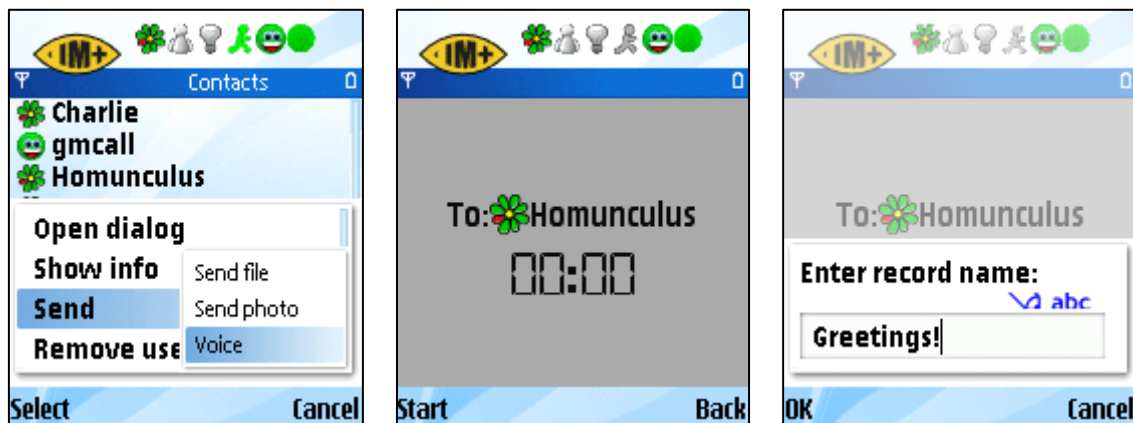 IM+
Contacts
Charlie
gmcall
Homunculus
Open dialog
Show info
Send
Remove use
Send file
Send photo
Voice
Select Cancel
IM+
To: Homunculus
00:00
Start Back
IM+
To: Homunculus
Enter record name:
abc
Greetings!
OK Cancel